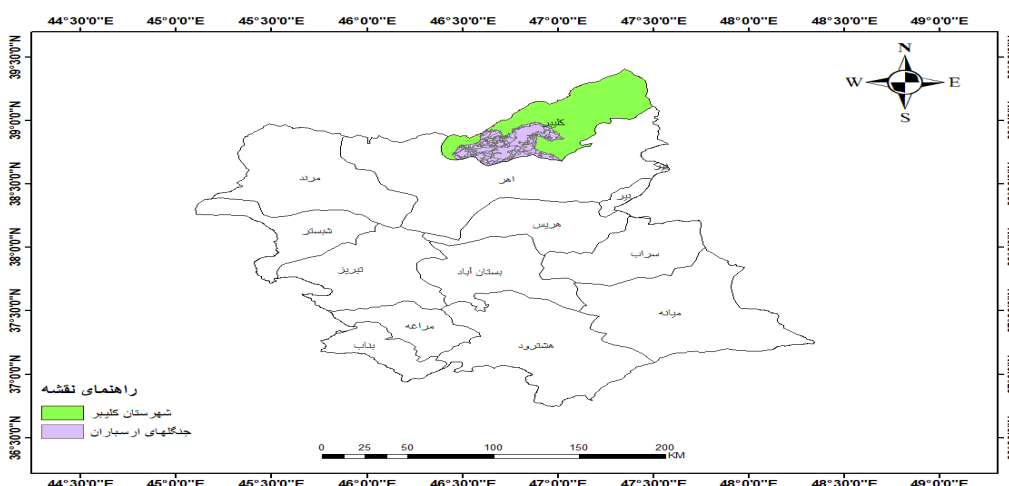 44°30'0"E 45°0'0"E 45°30'0"E 46°0'0"E 46°30'0"E 47°0'0"E 47°30'0"E 48°0'0"E 48°30'0"E 49°0'0"E
N
W E
S
39°30'0"N
39°0'0"N
38°30'0"N
38°0'0"N
37°30'0"N
37°0'0"N
36°30'0"N
کلیبر
اهر
مرند
هریس
شبستر
سراب
تبریز
بستان آباد
میانه
مراغه
هشترود
بناب
راهنمای نقشه
شهرستان کلیبر
جنگلهای ارسباران
0 25 50 100 150 200
KM
44°30'0"E 45°0'0"E 45°30'0"E 46°0'0"E 46°30'0"E 47°0'0"E 47°30'0"E 48°0'0"E 48°30'0"E 49°0'0"E